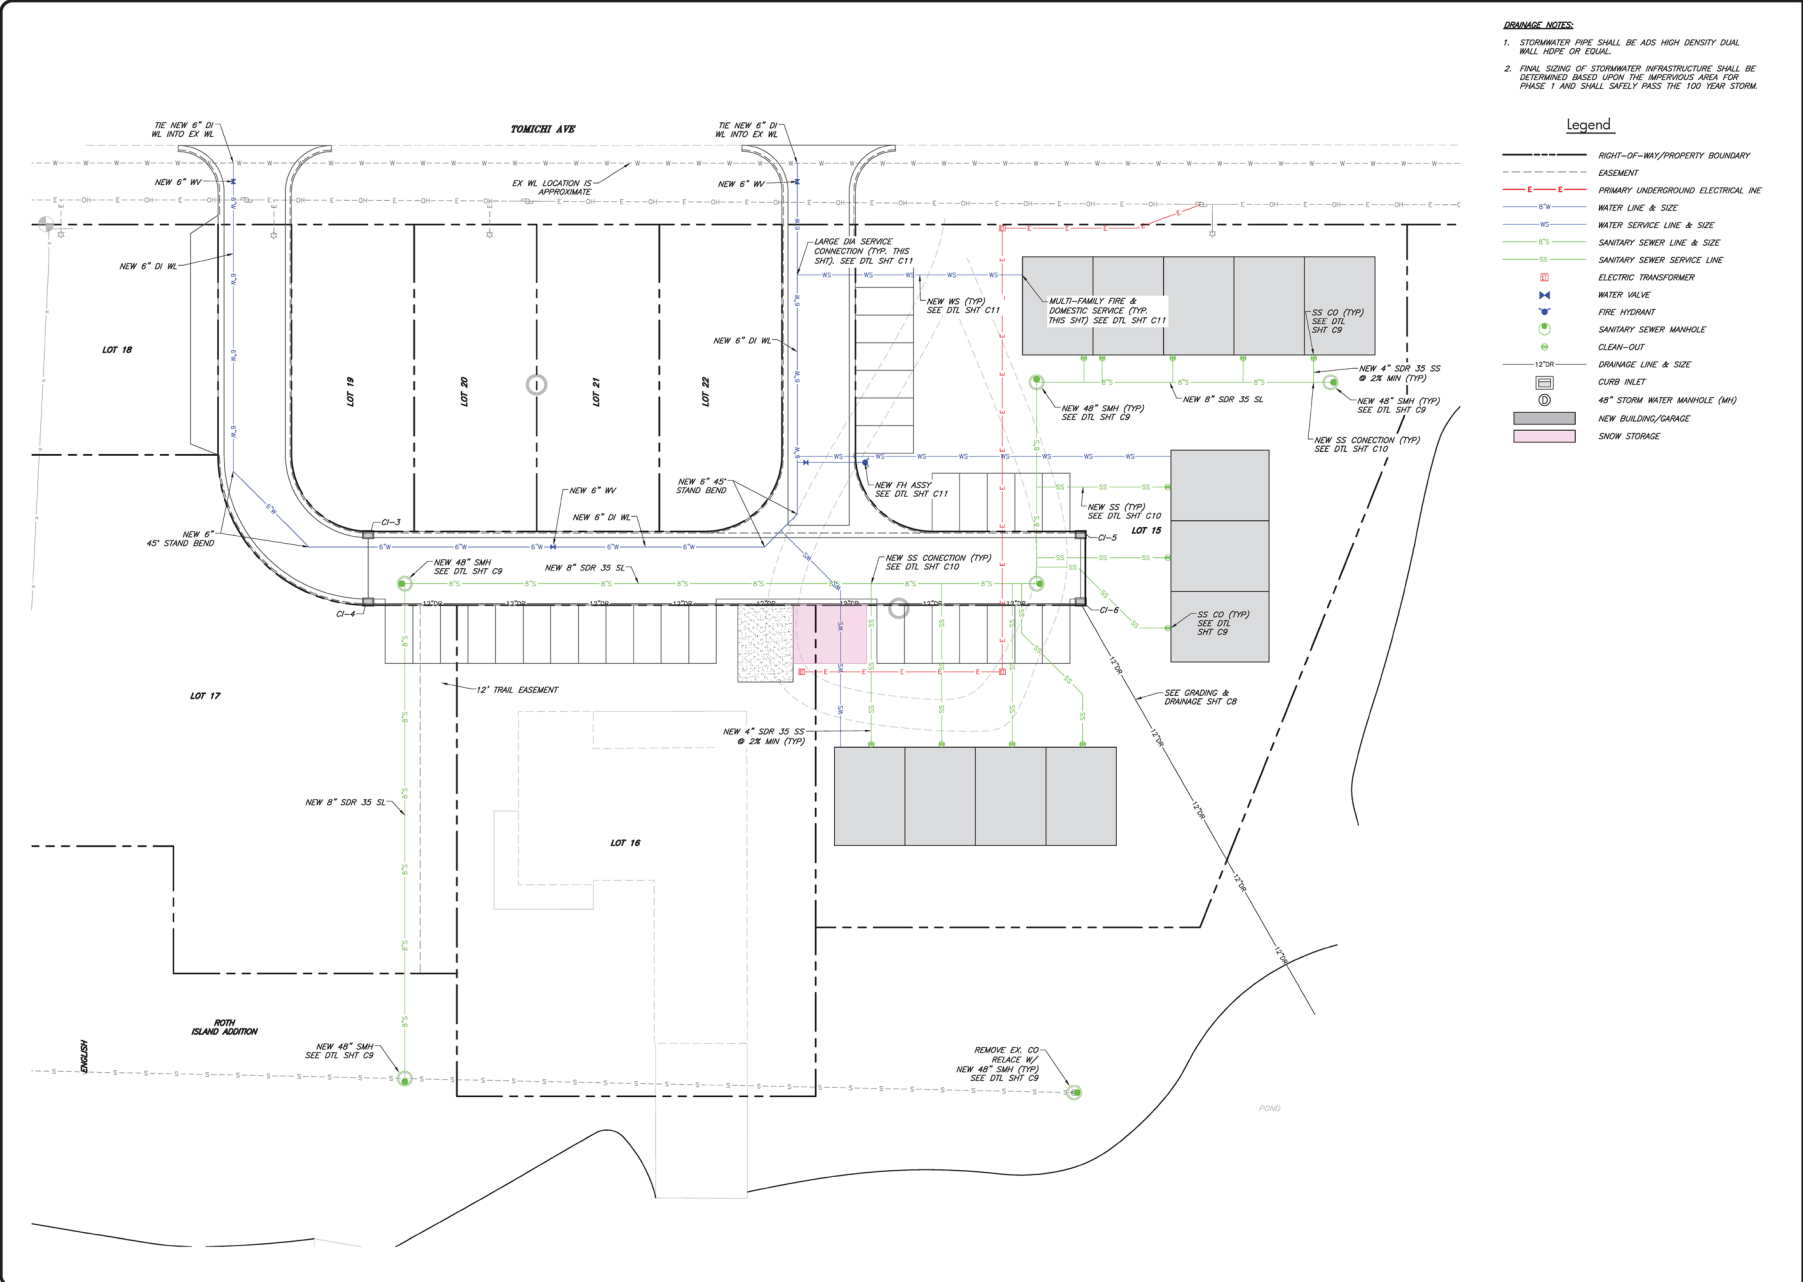 DRAINAGE NOTES:
1. STORMWATER PIPE SHALL BE ADS HIGH DENSITY DUAL
WALL HDPE OR EQUAL.
2. FINAL SIZING OF STORMWATER INFRASTRUCTURE SHALL BE
DETERMINED BASED UPON THE IMPERVIOUS AREA FOR
PHASE 1 AND SHALL SAFELY PASS THE 100 YEAR STORM.
Legend
RIGHT-OF-WAY/PROPERTY BOUNDARY
EASEMENT
E E PRIMARY UNDERGROUND ELECTRICAL LINE
8"W WATER LINE & SIZE
WS WATER SERVICE LINE & SIZE
8"S SANITARY SEWER LINE & SIZE
SS SANITARY SEWER SERVICE LINE
ET ELECTRIC TRANSFORMER
WATER VALVE
FIRE HYDRANT
SANITARY SEWER MANHOLE
CLEAN-OUT
12"DR DRAINAGE LINE & SIZE
CURB INLET
D 48" STORM WATER MANHOLE (MH)
NEW BUILDING/GARAGE
SNOW STORAGE
TIE NEW 6" DI
WL INTO EX WL
TOMICHI AVE
TIE NEW 6" DI
WL INTO EX WL
NEW 6" WV
EX WL LOCATION IS
APPROXIMATE
NEW 6" WV
NEW 6" DI WL
LARGE DIA SERVICE
CONNECTION (TYP. THIS
SHT). SEE DTL SHT C11
NEW WS (TYP)
SEE DTL SHT C11
MULTI-FAMILY FIRE &
DOMESTIC SERVICE (TYP.
THIS SHT) SEE DTL SHT C11
SS CO (TYP)
SEE DTL
SHT C9
LOT 18
LOT 19
LOT 20
LOT 21
LOT 22
NEW 6" DI WL
NEW 4" SDR 35 SS
@ 2% MIN (TYP)
NEW 48" SMH (TYP)
SEE DTL SHT C9
NEW 8" SDR 35 SL
NEW 48" SMH (TYP)
SEE DTL SHT C9
NEW SS CONECTION (TYP)
SEE DTL SHT C10
NEW 6" 45°
STAND BEND
NEW FH ASSY
SEE DTL SHT C11
NEW 6" WV
NEW 6" DI WL
NEW SS (TYP)
SEE DTL SHT C10
LOT 15
CI-3
CI-5
NEW 6"
45° STAND BEND
NEW 48" SMH
SEE DTL SHT C9
NEW 8" SDR 35 SL
NEW SS CONECTION (TYP)
SEE DTL SHT C10
CI-4
CI-6
SS CO (TYP)
SEE DTL
SHT C9
LOT 17
12' TRAIL EASEMENT
SEE GRADING &
DRAINAGE SHT C8
NEW 4" SDR 35 SS
@ 2% MIN (TYP)
NEW 8" SDR 35 SL
LOT 16
ROTH
ISLAND ADDITION
ENGLISH
NEW 48" SMH
SEE DTL SHT C9
REMOVE EX. CO
RELACE W/
NEW 48" SMH (TYP)
SEE DTL SHT C9
POND